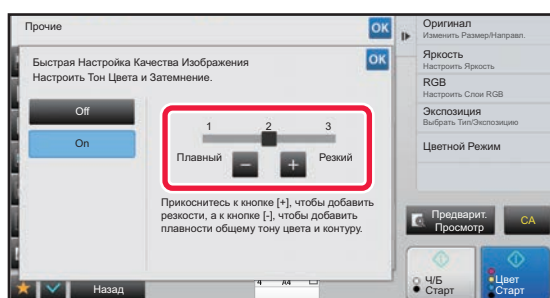 Прочие
OK
Быстрая Настройка Качества Изображения
Настроить Тон Цвета и Затемнение.
OK
Off
On
1 2 3
Плавный − + Резкий
Прикоснитесь к кнопке [+], чтобы добавить
резкости, а к кнопке [-], чтобы добавить
плавности общему тону цвета и контуру.
Назад
A4
Оригинал
Изменить Размер/Направл.
Яркость
Настроить Яркость
RGB
Настроить Слои RGB
Экспозиция
Выбрать Тип/Экспозицию
Цветной Режим
Предварит.
Просмотр
CA
Ч/Б
Старт
Цвет
Старт